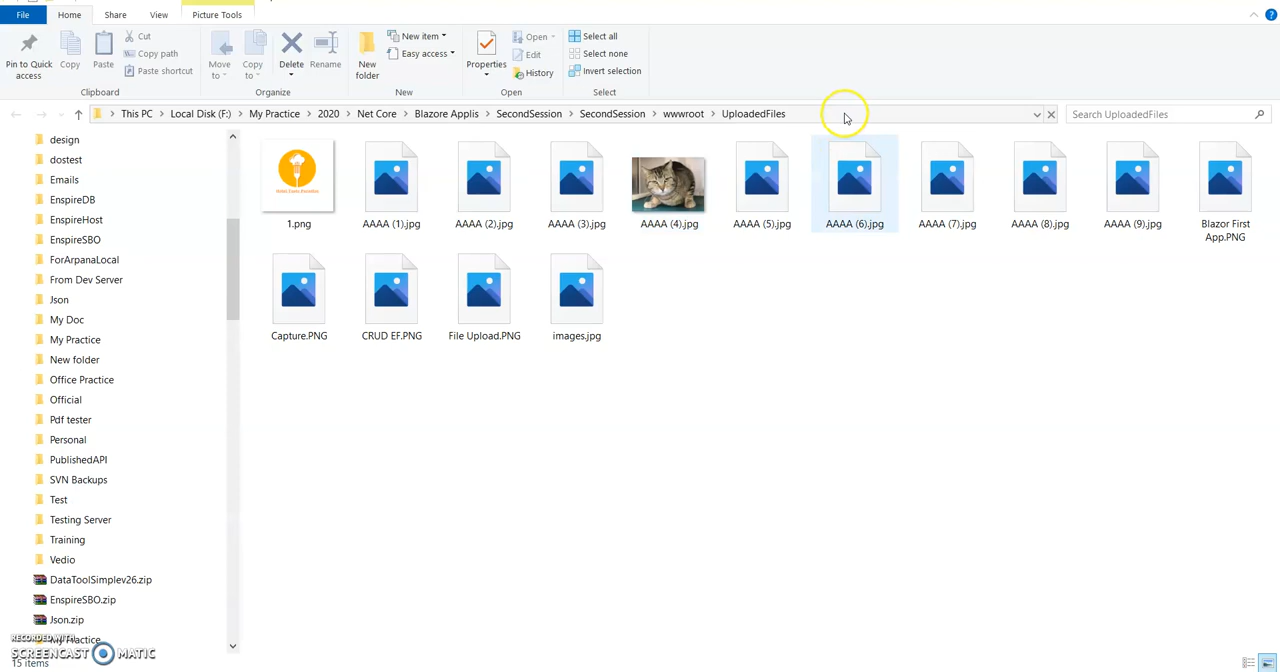 File Home Share View Picture Tools
Pin to Quick access
Copy
Paste
Cut
Copy path
Paste shortcut
Clipboard
Move to
Copy to
Delete
Rename
Organize
New folder
New item
Easy access
New
Properties
Open
Edit
History
Open
Select all
Select none
Invert selection
Select
This PC > Local Disk (F:) > My Practice > 2020 > Net Core > Blazore Applis > SecondSession > SecondSession > wwwroot > UploadedFiles
Search UploadedFiles
design
dostest
Emails
EnspireDB
EnspireHost
EnspireSBO
ForArpanaLocal
From Dev Server
Json
My Doc
My Practice
New folder
Office Practice
Official
Pdf tester
Personal
PublishedAPI
SVN Backups
Test
Testing Server
Training
Vedio
DataToolSimplev26.zip
EnspireSBO.zip
Json.zip
My Practice
1.png
AAAA (1).jpg
AAAA (2).jpg
AAAA (3).jpg
AAAA (4).jpg
AAAA (5).jpg
AAAA (6).jpg
AAAA (7).jpg
AAAA (8).jpg
AAAA (9).jpg
Blazor First App.PNG
Capture.PNG
CRUD EF.PNG
File Upload.PNG
images.jpg
RECORDED WITH
SCREENCAST MATIC
15 items